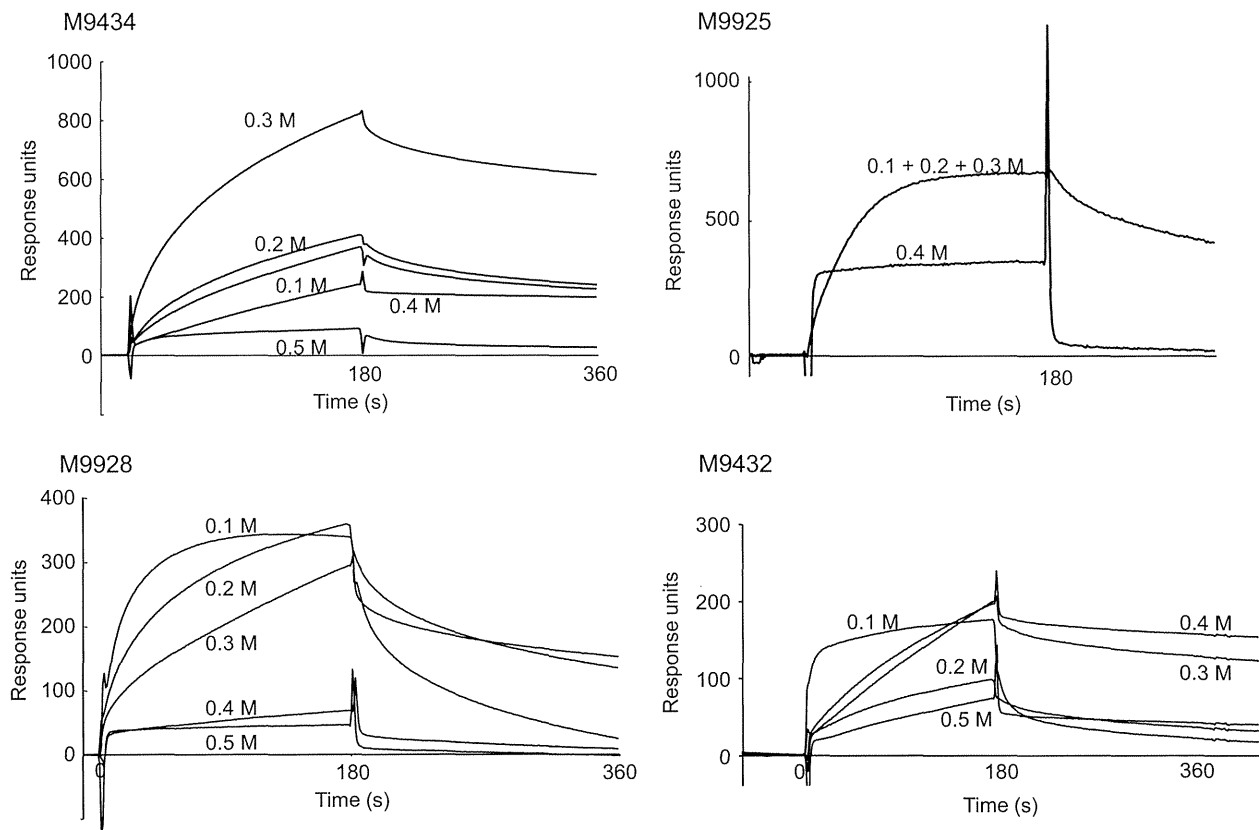 M9434
1000
800
600
400
200
0
Response units
0.3 M
0.2 M
0.1 M
0.4 M
0.5 M
180
360
Time (s)
M9925
1000
500
0
Response units
0.1 + 0.2 + 0.3 M
0.4 M
180
Time (s)
M9928
400
300
200
100
0
Response units
0.1 M
0.2 M
0.3 M
0.4 M
0.5 M
0
180
360
Time (s)
M9432
300
200
100
0
Response units
0.1 M
0.4 M
0.2 M
0.3 M
0.5 M
0
180
360
Time (s)